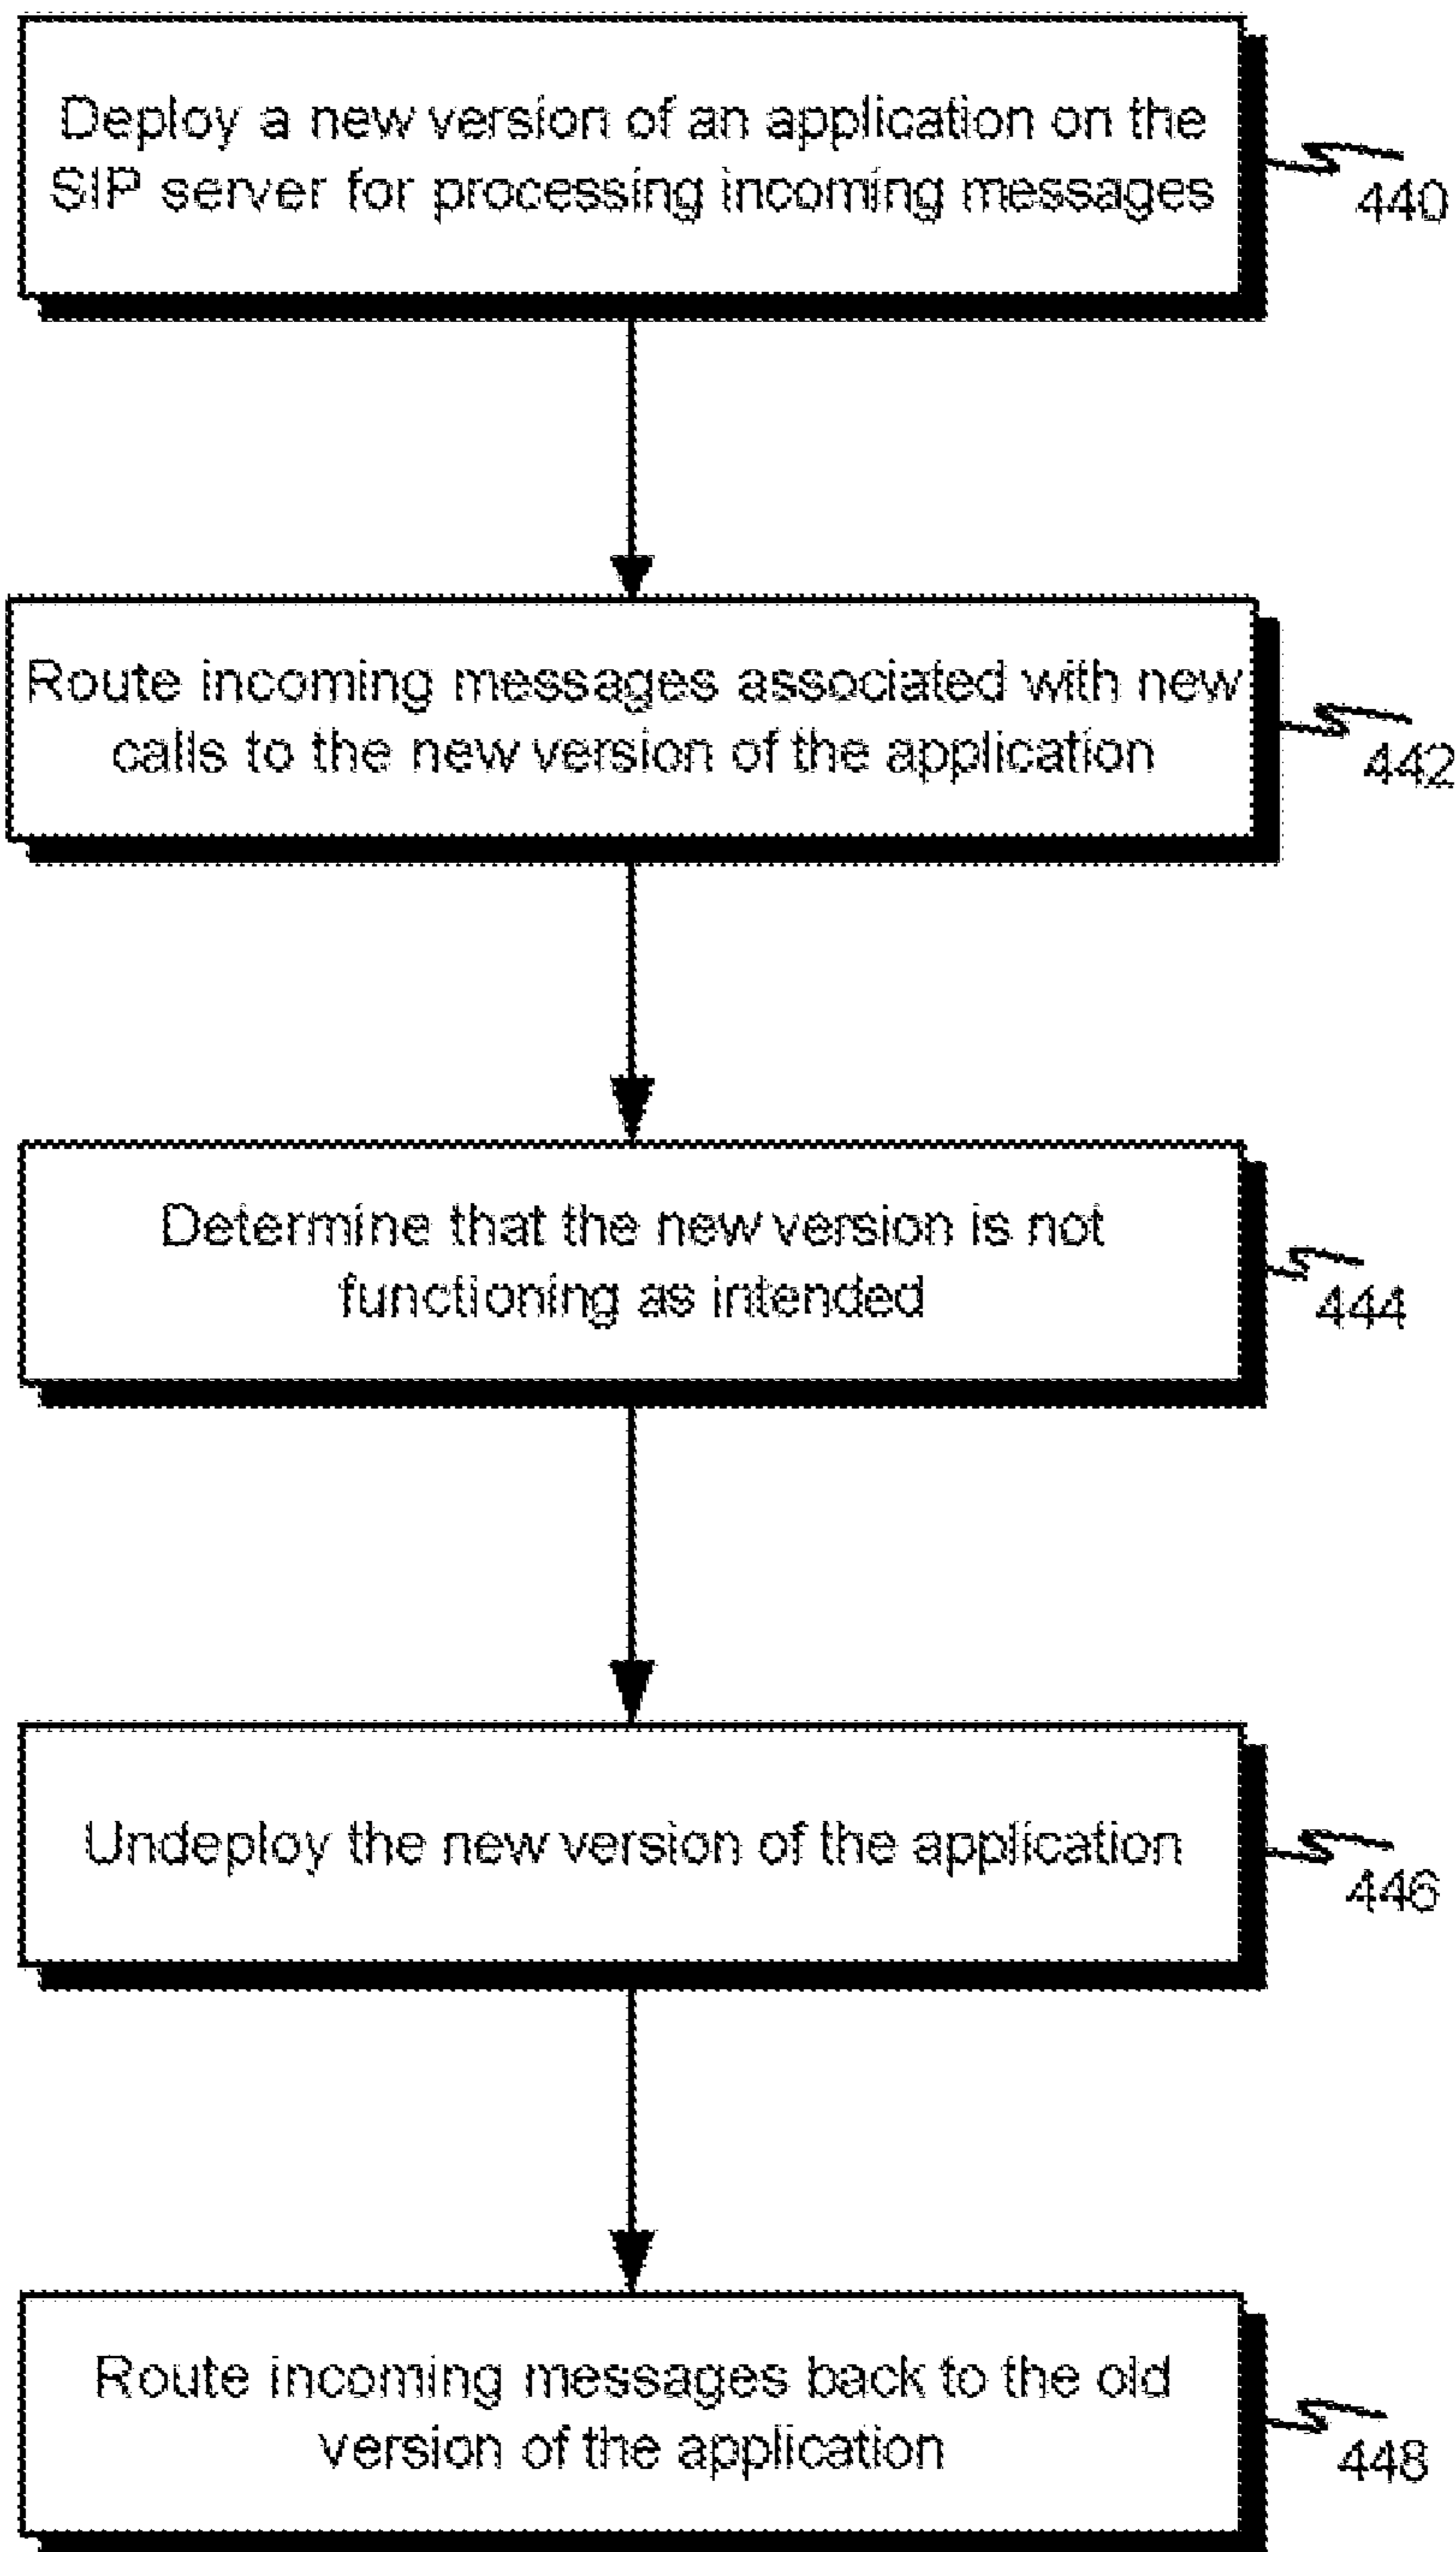 Deploy a new version of an application on the
SIP server for processing incoming messages
440
Route incoming messages associated with new
calls to the new version of the application
442
Determine that the new version is not
functioning as intended
444
Undeploy the new version of the application
446
Route incoming messages back to the old
version of the application
448